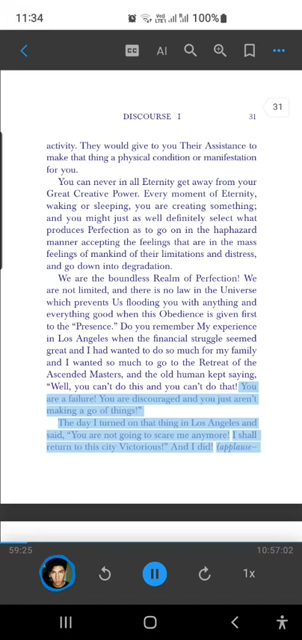 11:34
Vo)
LTE1
100%
CC
AI
31
DISCOURSE I 31
activity. They would give to you Their Assistance to
make that thing a physical condition or manifestation
for you.
You can never in all Eternity get away from your
Great Creative Power. Every moment of Eternity,
waking or sleeping, you are creating something;
and you might just as well definitely select what
produces Perfection as to go on in the haphazard
manner accepting the feelings that are in the mass
feelings of mankind of their limitations and distress,
and go down into degradation.
We are the boundless Realm of Perfection! We
are not limited, and there is no law in the Universe
which prevents Us flooding you with anything and
everything good when this Obedience is given first
to the “Presence.” Do you remember My experience
in Los Angeles when the financial struggle seemed
great and I had wanted to do so much for my family
and I wanted so much to go to the Retreat of the
Ascended Masters, and the old human kept saying,
“Well, you can’t do this and you can’t do that! You
are a failure! You are discouraged and you just aren’t
making a go of things!”
The day I turned on that thing in Los Angeles and
said, “You are not going to scare me anymore! I shall
return to this city Victorious!” And I did! (applause–
59:25
10:57:02
1x